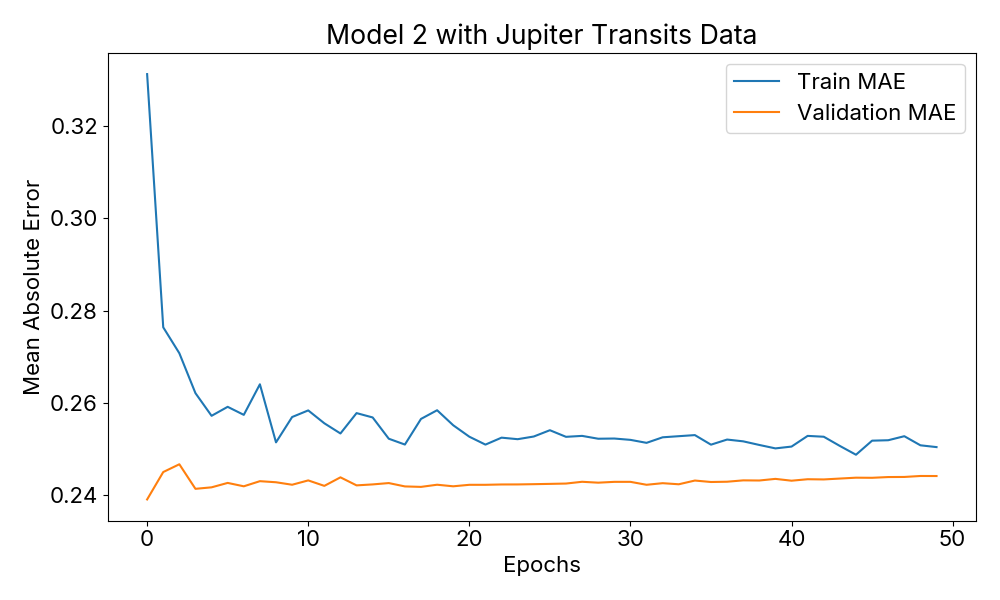 Model 2 with Jupiter Transits Data
Train MAE
Validation MAE
Mean Absolute Error
0.32
0.30
0.28
0.26
0.24
0 10 20 30 40 50
Epochs